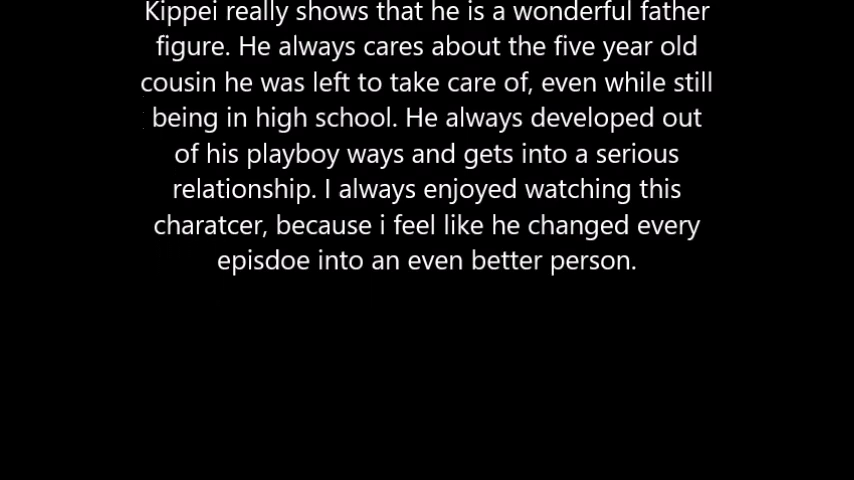 Kippei really shows that he is a wonderful father
figure. He always cares about the five year old
cousin he was left to take care of, even while still
being in high school. He always developed out
of his playboy ways and gets into a serious
relationship. I always enjoyed watching this
charatcer, because i feel like he changed every
episdoe into an even better person.